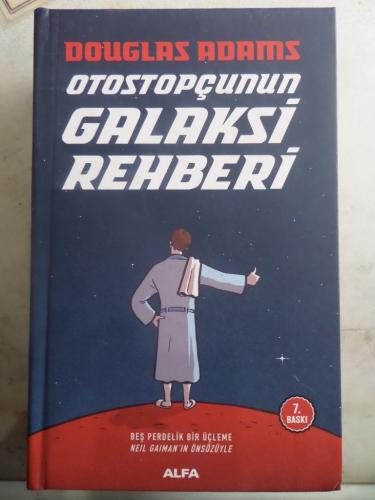 DOUGLAS ADAMS
OTOSTOPÇUNUN
GALAKSİ
REHBERİ
7.
BASKI
BEŞ PERDELİK BİR ÜÇLEME
NEIL GAIMAN'IN ÖNSÖZÜYLE
ALFA